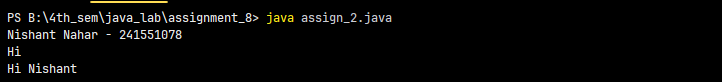 PS B:\4th_sem\java_lab\assignment_8> java assign_2.java
Nishant Nahar - 241551078
Hi
Hi Nishant